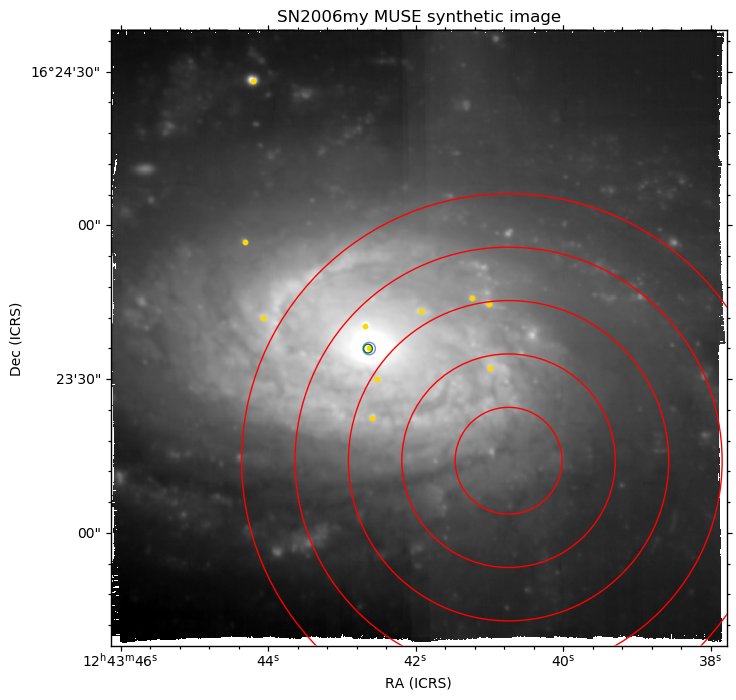 SN2006my MUSE synthetic image
16°24'30"
00"
23'30"
00"
Dec (ICRS)
12ʰ43ᵐ46ˢ 44ˢ 42ˢ 40ˢ 38ˢ
RA (ICRS)